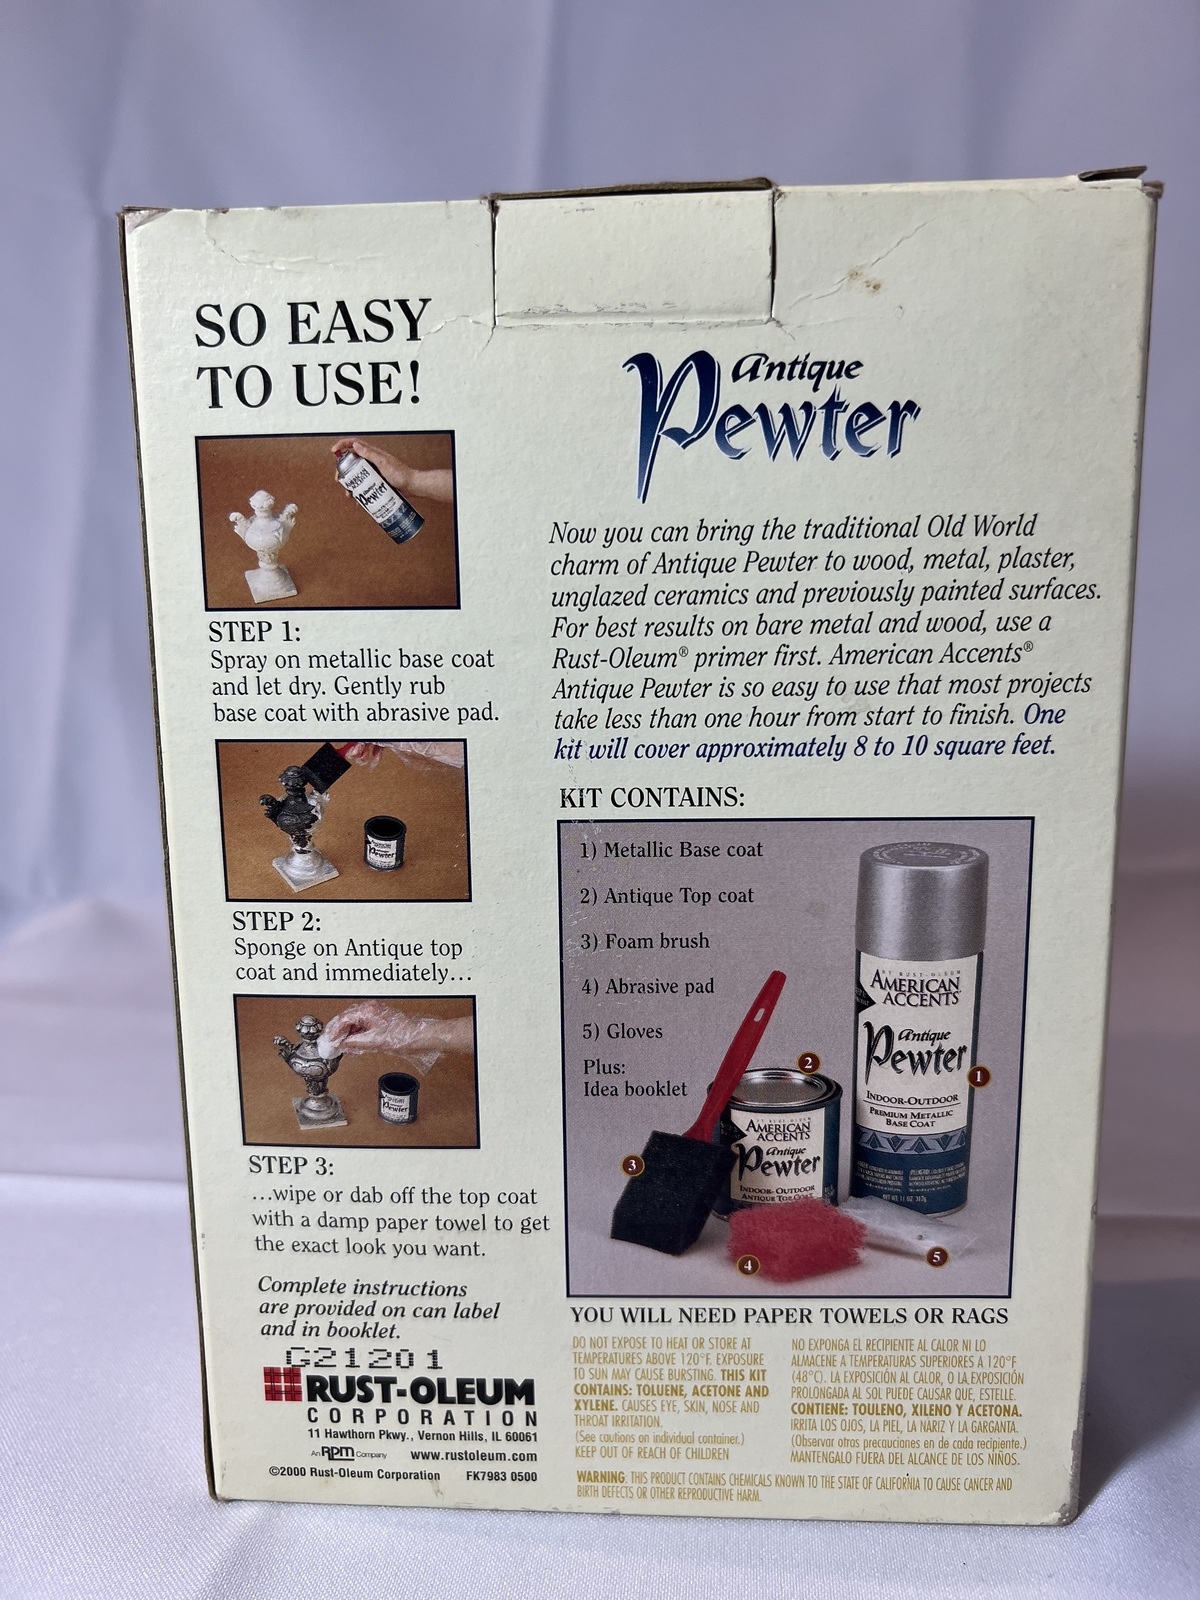 SO EASY
TO USE!
STEP 1:
Spray on metallic base coat
and let dry. Gently rub
base coat with abrasive pad.
STEP 2:
Sponge on Antique top
coat and immediately...
STEP 3:
...wipe or dab off the top coat
with a damp paper towel to get
the exact look you want.
Complete instructions
are provided on can label
and in booklet.
G21201
RUST-OLEUM
CORPORATION
11 Hawthorn Pkwy., Vernon Hills, IL 60061
An RPM Company www.rustoleum.com
©2000 Rust-Oleum Corporation FK7983 0500
Antique
Pewter
Now you can bring the traditional Old World
charm of Antique Pewter to wood, metal, plaster,
unglazed ceramics and previously painted surfaces.
For best results on bare metal and wood, use a
Rust-Oleum® primer first. American Accents®
Antique Pewter is so easy to use that most projects
take less than one hour from start to finish. One
kit will cover approximately 8 to 10 square feet.
KIT CONTAINS:
1) Metallic Base coat
2) Antique Top coat
3) Foam brush
4) Abrasive pad
5) Gloves
Plus:
Idea booklet
AMERICAN
ACCENTS
Antique
Pewter
INDOOR-OUTDOOR
PREMIUM METALLIC
BASE COAT
1
2
AMERICAN
ACCENTS
Antique
Pewter
INDOOR-OUTDOOR
ANTIQUE TOP COAT
3
4
5
YOU WILL NEED PAPER TOWELS OR RAGS
DO NOT EXPOSE TO HEAT OR STORE AT
TEMPERATURES ABOVE 120°F. EXPOSURE
TO SUN MAY CAUSE BURSTING. THIS KIT
CONTAINS: TOLUENE, ACETONE AND
XYLENE. CAUSES EYE, SKIN, NOSE AND
THROAT IRRITATION.
(See cautions on individual container.)
KEEP OUT OF REACH OF CHILDREN
NO EXPONGA EL RECIPIENTE AL CALOR NI LO
ALMACENE A TEMPERATURAS SUPERIORES A 120°F
(48°C). LA EXPOSICIÓN AL CALOR, O LA EXPOSICIÓN
PROLONGADA AL SOL PUEDE CAUSAR QUE, ESTELLE.
CONTIENE: TOULENO, XILENO Y ACETONA.
IRRITA LOS OJOS, LA PIEL, LA NARIZ Y LA GARGANTA.
(Observar otros precauciones en de cada recipiente.)
MANTENGALO FUERA DEL ALCANCE DE LOS NIÑOS.
WARNING: THIS PRODUCT CONTAINS CHEMICALS KNOWN TO THE STATE OF CALIFORNIA TO CAUSE CANCER AND
BIRTH DEFECTS OR OTHER REPRODUCTIVE HARM.